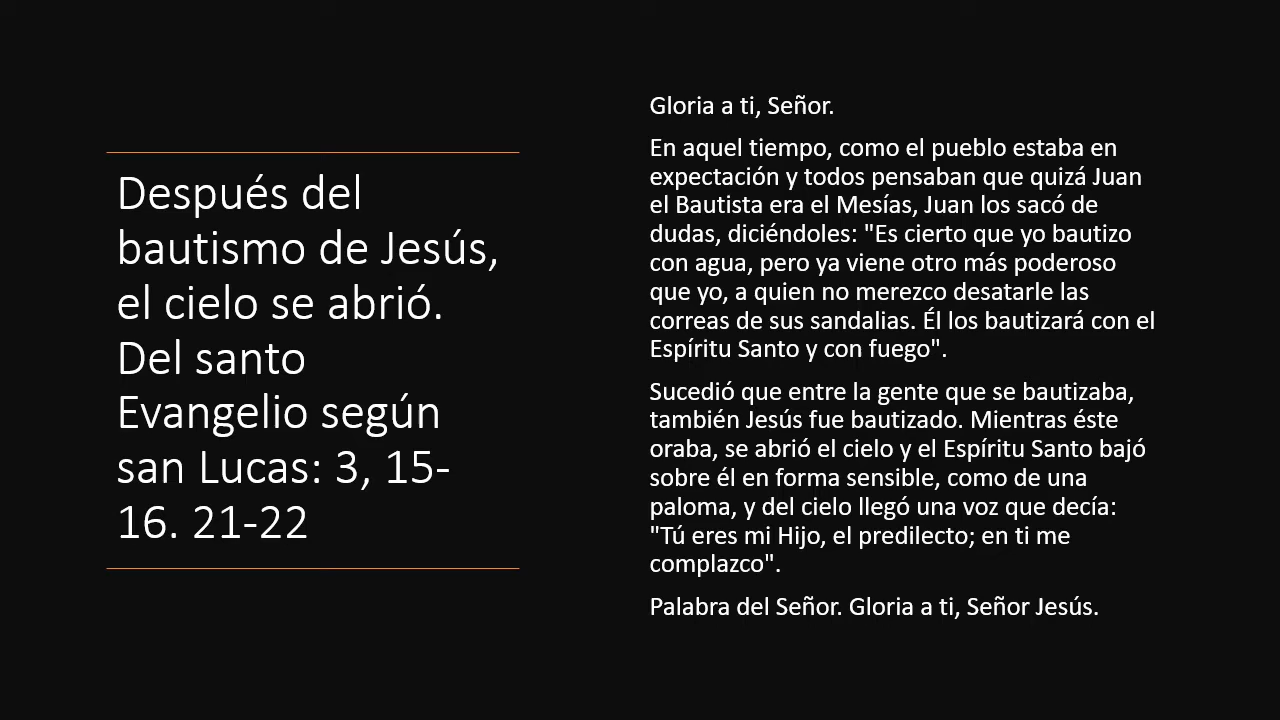 Después del
bautismo de Jesús,
el cielo se abrió.
Del santo
Evangelio según
san Lucas: 3, 15-
16. 21-22
Gloria a ti, Señor.
En aquel tiempo, como el pueblo estaba en
expectación y todos pensaban que quizá Juan
el Bautista era el Mesías, Juan los sacó de
dudas, diciéndoles: "Es cierto que yo bautizo
con agua, pero ya viene otro más poderoso
que yo, a quien no merezco desatarle las
correas de sus sandalias. Él los bautizará con el
Espíritu Santo y con fuego".
Sucedió que entre la gente que se bautizaba,
también Jesús fue bautizado. Mientras éste
oraba, se abrió el cielo y el Espíritu Santo bajó
sobre él en forma sensible, como de una
paloma, y del cielo llegó una voz que decía:
"Tú eres mi Hijo, el predilecto; en ti me
complazco".
Palabra del Señor. Gloria a ti, Señor Jesús.